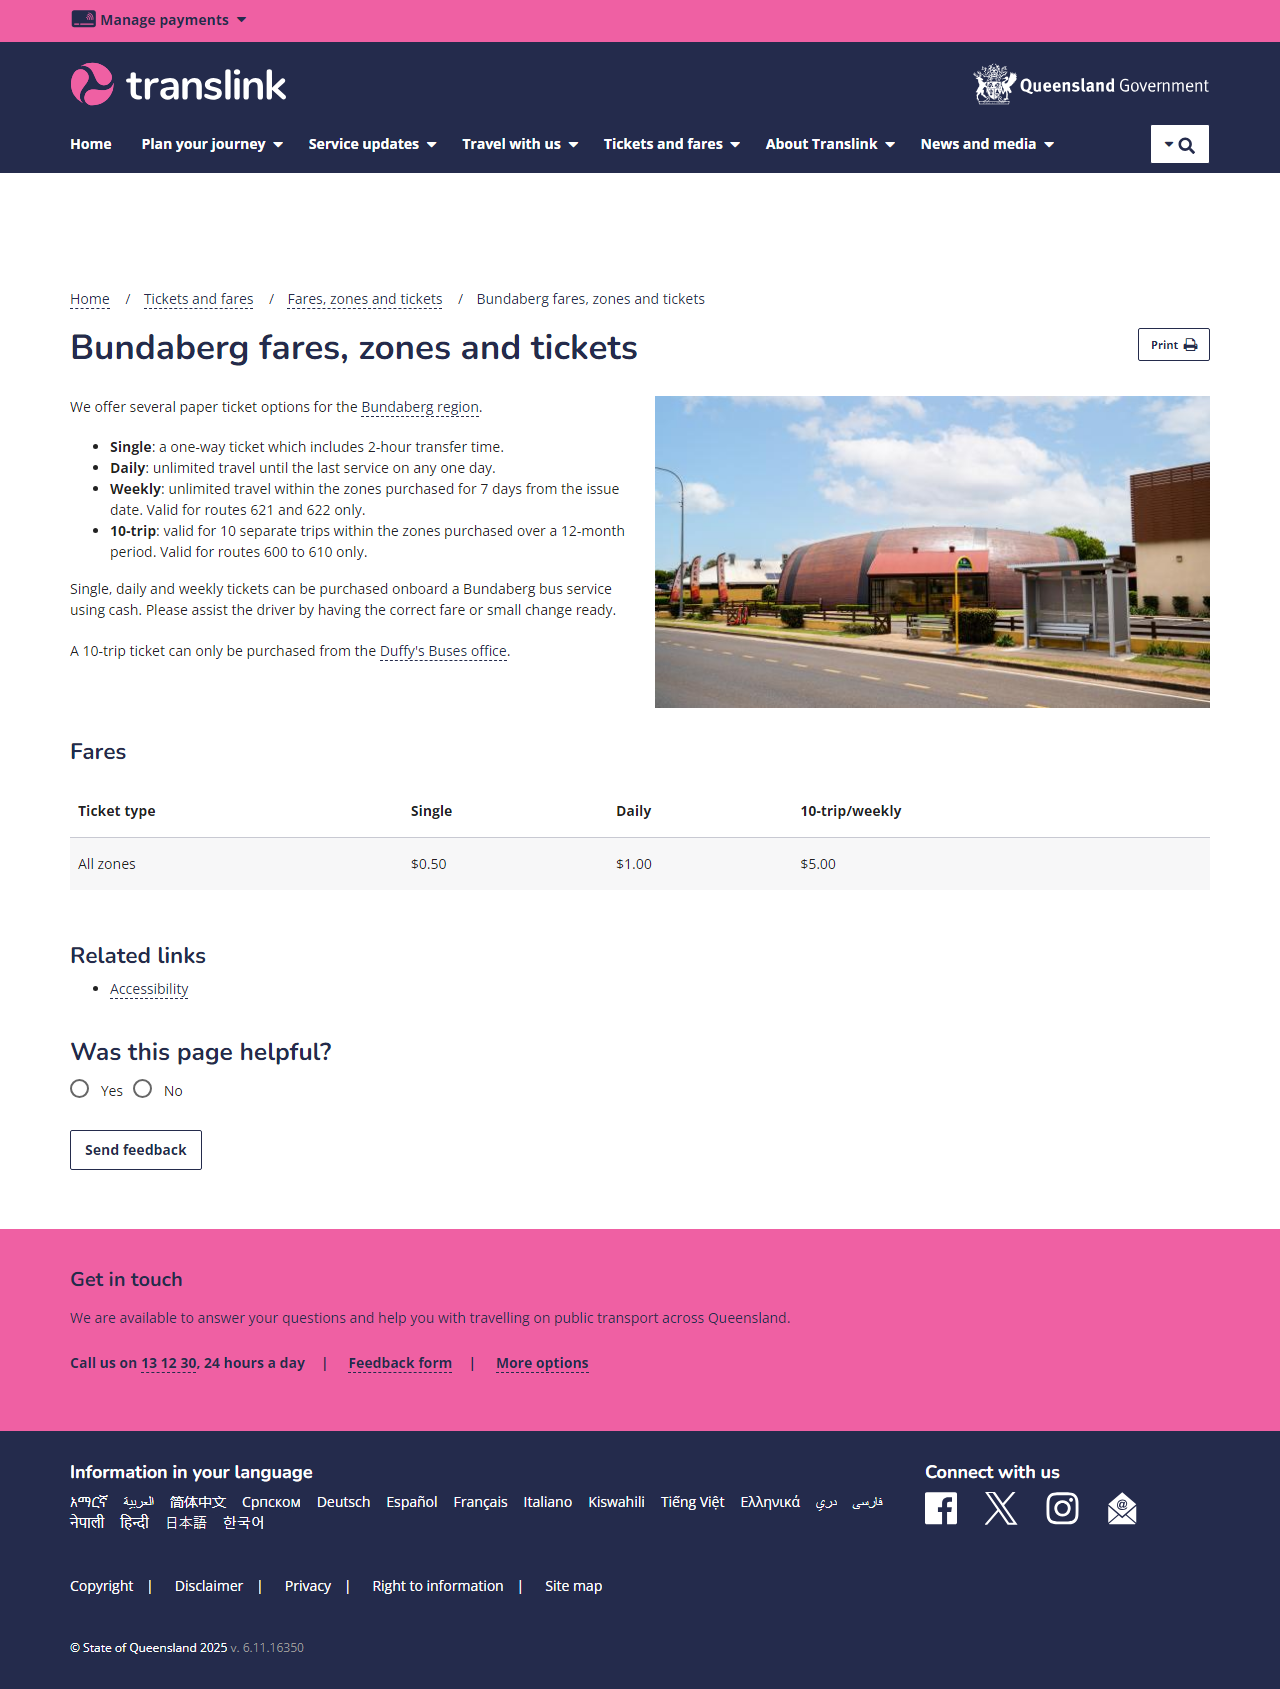 Manage payments
translink
Queensland Government
Home Plan your journey Service updates Travel with us Tickets and fares About Translink News and media
Home / Tickets and fares / Fares, zones and tickets / Bundaberg fares, zones and tickets
Bundaberg fares, zones and tickets
Print
We offer several paper ticket options for the Bundaberg region.
• Single: a one-way ticket which includes 2-hour transfer time.
• Daily: unlimited travel until the last service on any one day.
• Weekly: unlimited travel within the zones purchased for 7 days from the issue
date. Valid for routes 621 and 622 only.
• 10-trip: valid for 10 separate trips within the zones purchased over a 12-month
period. Valid for routes 600 to 610 only.
Single, daily and weekly tickets can be purchased onboard a Bundaberg bus service
using cash. Please assist the driver by having the correct fare or small change ready.
A 10-trip ticket can only be purchased from the Duffy's Buses office.
Fares
Ticket type Single Daily 10-trip/weekly
All zones $0.50 $1.00 $5.00
Related links
• Accessibility
Was this page helpful?
Yes No
Send feedback
Get in touch
We are available to answer your questions and help you with travelling on public transport across Queensland.
Call us on 13 12 30, 24 hours a day | Feedback form | More options
Information in your language
አማርኛ العربية 简体中文 Српском Deutsch Español Français Italiano Kiswahili Tiếng Việt Ελληνικά دري فارسی
नेपाली हिन्दी 日本語 한국어
Connect with us
Copyright | Disclaimer | Privacy | Right to information | Site map
© State of Queensland 2025 v. 6.11.16350